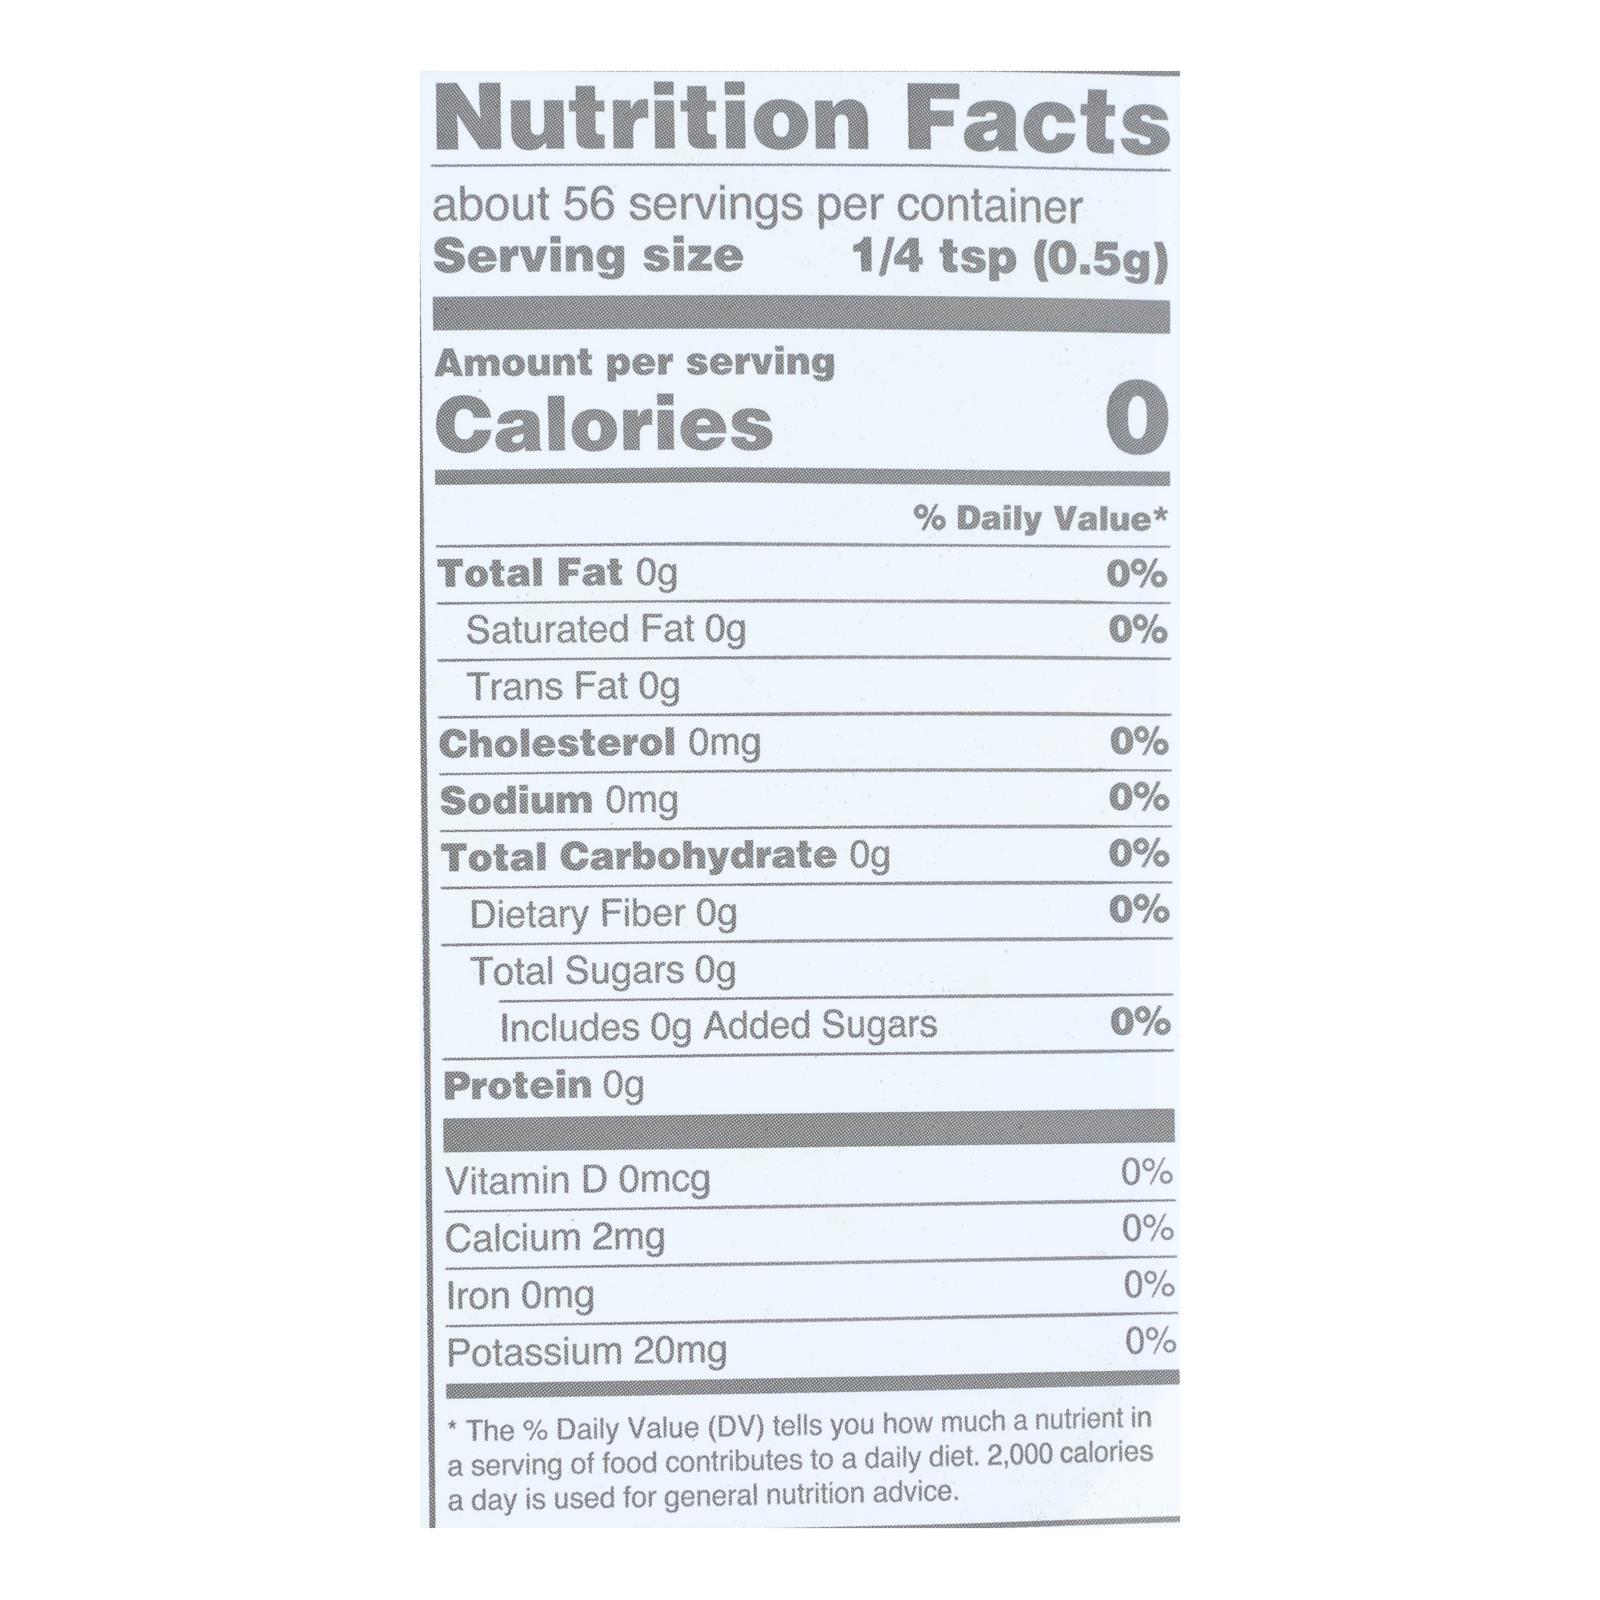 Nutrition Facts
about 56 servings per container
Serving size 1/4 tsp (0.5g)
Amount per serving
Calories 0
% Daily Value*
Total Fat 0g 0%
Saturated Fat 0g 0%
Trans Fat 0g
Cholesterol 0mg 0%
Sodium 0mg 0%
Total Carbohydrate 0g 0%
Dietary Fiber 0g 0%
Total Sugars 0g
Includes 0g Added Sugars 0%
Protein 0g
Vitamin D 0mcg 0%
Calcium 2mg 0%
Iron 0mg 0%
Potassium 20mg 0%
* The % Daily Value (DV) tells you how much a nutrient in
a serving of food contributes to a daily diet. 2,000 calories
a day is used for general nutrition advice.